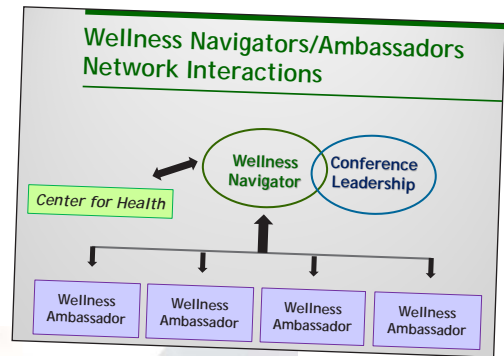 Wellness Navigators/Ambassadors
Network Interactions
Wellness
Navigator
Conference
Leadership
Center for Health
Wellness
Ambassador
Wellness
Ambassador
Wellness
Ambassador
Wellness
Ambassador